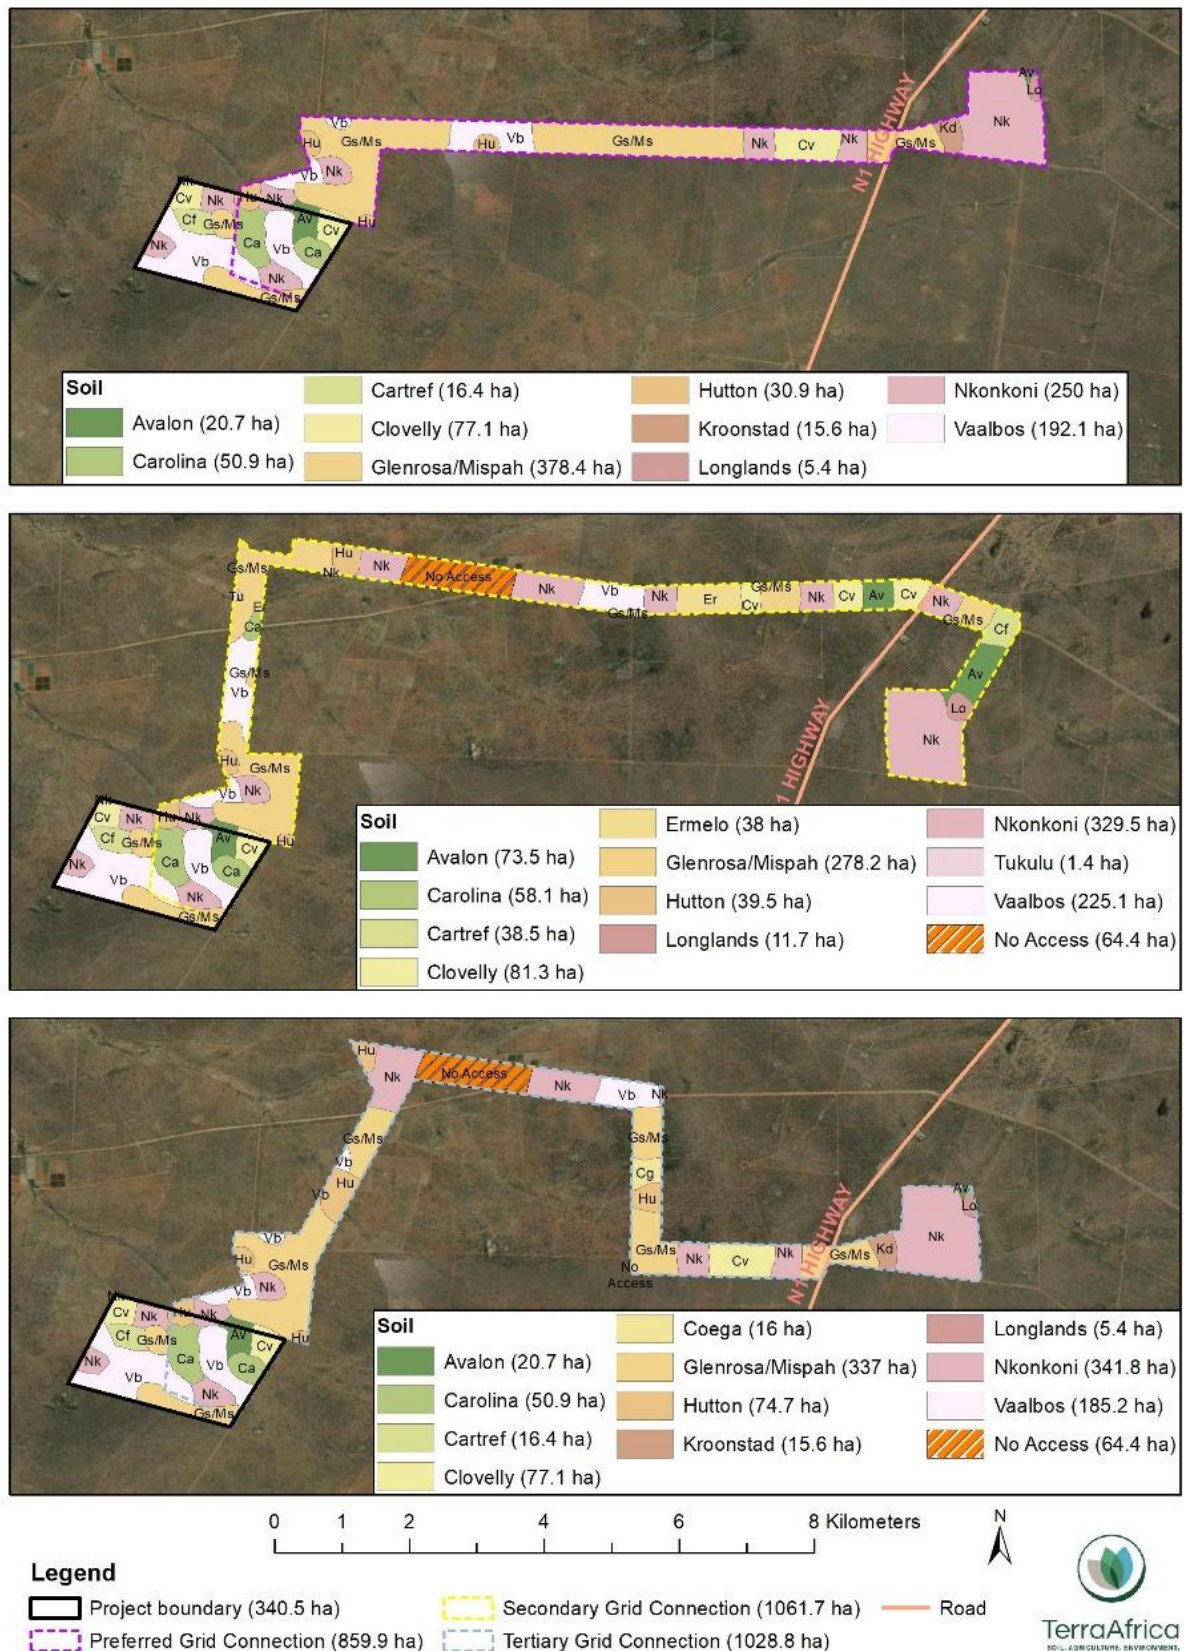 Vb
Hu
Gs/Ms
Hu
Vb
Gs/Ms
Nk
Cv
Nk
N1 HIGHWAY
Gs/Ms
Kd
Nk
Av
Lo
Vb
Nk
Nk
Cv
Nk
Hu
Nk
Cf
Gs/Ms
Av
Cv
Hu
Nk
Ca
Vb
Ca
Vb
Nk
Gs/Ms
Soil
Avalon (20.7 ha)
Carolina (50.9 ha)
Cartref (16.4 ha)
Clovelly (77.1 ha)
Glenrosa/Mispah (378.4 ha)
Hutton (30.9 ha)
Kroonstad (15.6 ha)
Longlands (5.4 ha)
Nkonkoni (250 ha)
Vaalbos (192.1 ha)
Gs/Ms
Hu
Nk
Nk
No Access
Nk
Vb
Gs/Ms
Nk
Er
Cv
Gs/Ms
Nk
Cv
Av
Cv
Nk
Gs/Ms
Cf
Av
Lo
Nk
1 HIGHWAY
Tu
Er
Ca
Gs/Ms
Vb
Hu
Gs/Ms
Vb
Nk
Nk
Cv
Nk
Hu
Nk
Cf
Gs/Ms
Av
Cv
Hu
Nk
Ca
Vb
Ca
Vb
Nk
Gs/Ms
Soil
Avalon (73.5 ha)
Carolina (58.1 ha)
Cartref (38.5 ha)
Clovelly (81.3 ha)
Ermelo (38 ha)
Glenrosa/Mispah (278.2 ha)
Hutton (39.5 ha)
Longlands (11.7 ha)
Nkonkoni (329.5 ha)
Tukulu (1.4 ha)
Vaalbos (225.1 ha)
No Access (64.4 ha)
Hu
Nk
No Access
Nk
Vb
Nk
Gs/Ms
Vb
Hu
Vb
Gs/Ms
Cg
Hu
Gs/Ms
No
Access
Nk
Cv
Nk
N1 HIGHWAY
Gs/Ms
Kd
Nk
Av
Lo
Vb
Hu
Gs/Ms
Vb
Nk
Nk
Cv
Nk
Hu
Nk
Cf
Gs/Ms
Av
Cv
Hu
Nk
Ca
Vb
Ca
Vb
Nk
Gs/Ms
Soil
Avalon (20.7 ha)
Carolina (50.9 ha)
Cartref (16.4 ha)
Clovelly (77.1 ha)
Coega (16 ha)
Glenrosa/Mispah (337 ha)
Hutton (74.7 ha)
Kroonstad (15.6 ha)
Longlands (5.4 ha)
Nkonkoni (341.8 ha)
Vaalbos (185.2 ha)
No Access (64.4 ha)
0 1 2 4 6 8 Kilometers
N
Legend
Project boundary (340.5 ha)
Preferred Grid Connection (859.9 ha)
Secondary Grid Connection (1061.7 ha)
Tertiary Grid Connection (1028.8 ha)
Road
TerraAfrica
SOIL. AGRICULTURE. ENVIRONMENT.